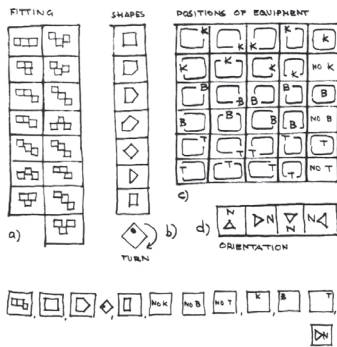 FITTING SHAPES POSITIONS OF EQUIPMENT
K K K K K
K K K K NO K
B B B B B
B B B B NO B
T T T T T
T T T T NO T
c)
a) b) d) N N N N
TURN ORIENTATION
, , , , , NO K, NO B, NO T, K, B, T,
N